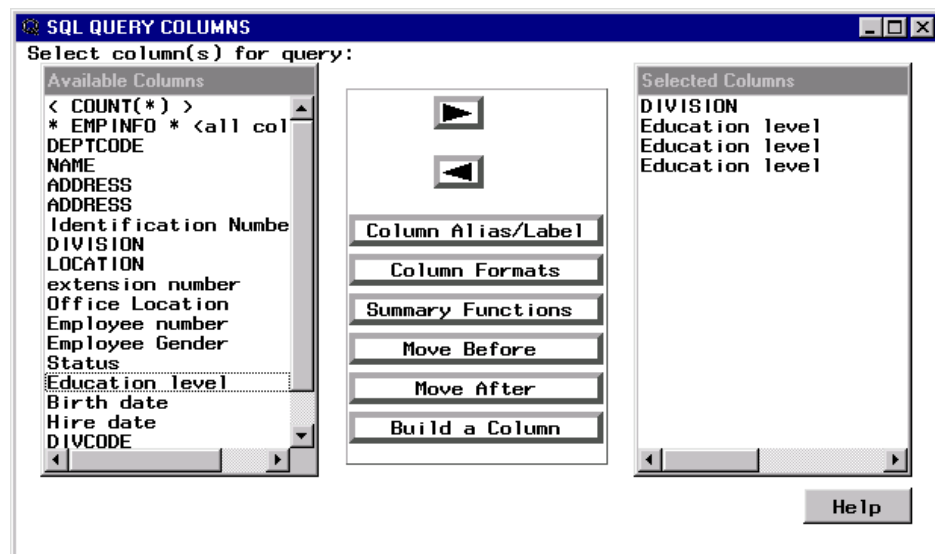 SQL QUERY COLUMNS
Select column(s) for query:
Available Columns
< COUNT(*) >
* EMPINFO * <all col
DEPTCODE
NAME
ADDRESS
ADDRESS
Identification Numbe
DIVISION
LOCATION
extension number
Office Location
Employee number
Employee Gender
Status
Education level
Birth date
Hire date
DIVCODE
Column Alias/Label
Column Formats
Summary Functions
Move Before
Move After
Build a Column
Selected Columns
DIVISION
Education level
Education level
Education level
Help